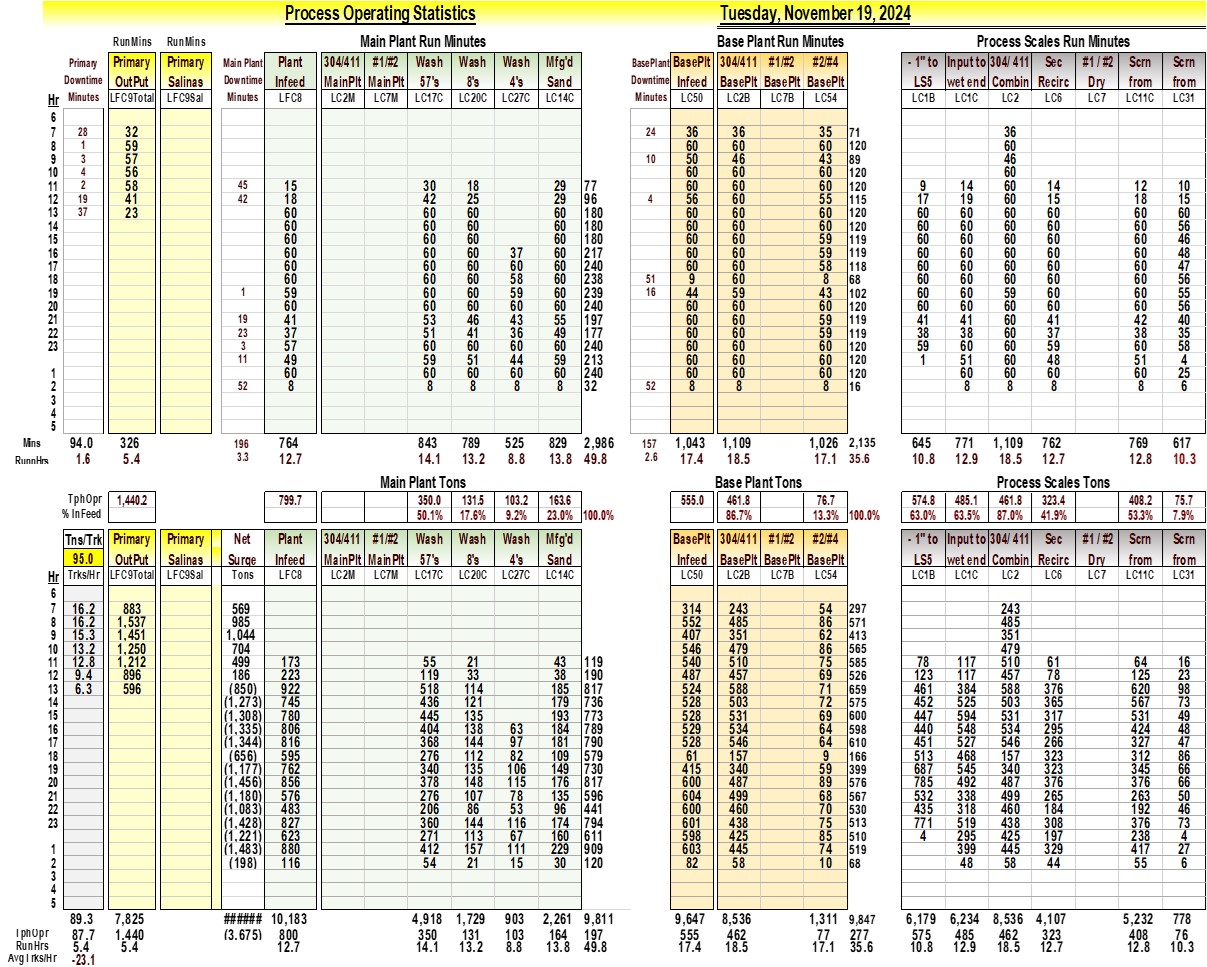 Process Operating Statistics Tuesday, November 19, 2024
RunMins RunMins Main Plant Run Minutes Base Plant Run Minutes Process Scales Run Minutes
Primary Primary Primary Main Plant Plant 304/411 #1/#2 Wash Wash Wash Mfg'd BasePlant BasePlt 304/411 #1/#2 #2/#4 - 1" to Input to 304/ 411 Sec #1 / #2 Scrn Scrn
Downtime OutPut Salinas Downtime Infeed MainPlt MainPlt 57's 8's 4's Sand Downtime Infeed BasePlt BasePlt BasePlt LS5 wet end Combin Recirc Dry from from
Hr Minutes LFC9Total LFC9Sal Minutes LFC8 LC2M LC7M LC17C LC20C LC27C LC14C Minutes LC50 LC2B LC7B LC54 LC1B LC1C LC2 LC6 LC7 LC11C LC31
6
7 28 32 24 36 36 35 71 36
8 1 59 60 60 60 120 60
9 3 57 10 50 46 43 89 46
10 4 56 60 60 60 120 60
11 2 58 45 15 30 18 29 77 60 60 60 120 9 14 60 14 12 10
12 19 41 42 18 42 25 29 96 4 56 60 55 115 17 19 60 15 18 15
13 37 23 60 60 60 60 180 60 60 60 120 60 60 60 60 60 60
14 60 60 60 60 180 60 60 60 120 60 60 60 60 60 56
15 60 60 60 60 180 60 60 59 119 60 60 60 60 60 46
16 60 60 60 37 60 217 60 60 59 119 60 60 60 60 60 48
17 60 60 60 60 60 240 60 60 58 118 60 60 60 60 60 47
18 60 60 60 58 60 238 51 9 60 8 68 60 60 60 60 60 56
19 1 59 60 60 59 60 239 16 44 59 43 102 60 60 59 60 60 55
20 60 60 60 60 60 240 60 60 60 120 60 60 60 60 60 56
21 19 41 53 46 43 55 197 60 60 59 119 41 41 60 41 42 40
22 23 37 51 41 36 49 177 60 60 59 119 38 38 60 37 38 35
23 3 57 60 60 60 60 240 60 60 60 120 59 60 60 59 60 58
11 49 59 51 44 59 213 60 60 60 120 1 51 60 48 51 4
1 60 60 60 60 60 240 60 60 60 120 60 60 60 60 25
2 52 8 8 8 8 8 32 52 8 8 8 16 8 8 8 8 6
3
4
5
Mins 94.0 326 196 764 843 789 525 829 2,986 157 1,043 1,109 1,026 2,135 645 771 1,109 762 769 617
RunnHrs 1.6 5.4 3.3 12.7 14.1 13.2 8.8 13.8 49.8 2.6 17.4 18.5 17.1 35.6 10.8 12.9 18.5 12.7 12.8 10.3
Main Plant Tons Base Plant Tons Process Scales Tons
TphOpr 1,440.2 799.7 350.0 131.5 103.2 163.6 555.0 461.8 76.7 574.8 485.1 461.8 323.4 408.2 75.7
% InFeed 50.1% 17.6% 9.2% 23.0% 100.0% 86.7% 13.3% 100.0% 63.0% 63.5% 87.0% 41.9% 53.3% 7.9%
Tns/Trk Primary Primary Net Plant 304/411 #1/#2 Wash Wash Wash Mfg'd BasePlt 304/411 #1/#2 #2/#4 - 1" to Input to 304/ 411 Sec #1 / #2 Scrn Scrn
95.0 OutPut Salinas Surge Infeed MainPlt MainPlt 57's 8's 4's Sand Infeed BasePlt BasePlt BasePlt LS5 wet end Combin Recirc Dry from from
Hr Trks/Hr LFC9Total LFC9Sal Tons LFC8 LC2M LC7M LC17C LC20C LC27C LC14C LC50 LC2B LC7B LC54 LC1B LC1C LC2 LC6 LC7 LC11C LC31
6
7 16.2 883 569 314 243 54 297 243
8 16.2 1,537 985 552 485 86 571 485
9 15.3 1,451 1,044 407 351 62 413 351
10 13.2 1,250 704 546 479 86 565 479
11 12.8 1,212 499 173 55 21 43 119 540 510 75 585 78 117 510 61 64 16
12 9.4 896 186 223 119 33 38 190 487 457 69 526 123 117 457 78 125 23
13 6.3 596 (850) 922 518 114 185 817 524 588 71 659 461 384 588 376 620 98
14 (1,273) 745 436 121 179 736 528 503 72 575 452 525 503 365 567 73
15 (1,308) 780 445 135 193 773 528 531 69 600 447 594 531 317 531 49
16 (1,335) 806 404 138 63 184 789 529 534 64 598 440 548 534 295 424 48
17 (1,344) 816 368 144 97 181 790 528 546 64 610 451 527 546 266 327 47
18 (656) 595 276 112 82 109 579 61 157 9 166 513 468 157 323 312 86
19 (1,177) 762 340 135 106 149 730 415 340 59 399 687 545 340 323 345 66
20 (1,456) 856 378 148 115 176 817 600 487 89 576 785 492 487 376 376 66
21 (1,180) 576 276 107 78 135 596 604 499 68 567 532 338 499 265 263 50
22 (1,083) 483 206 86 53 96 441 600 460 70 530 435 318 460 184 192 46
23 (1,428) 827 360 144 116 174 794 601 438 75 513 771 519 438 308 376 73
(1,221) 623 271 113 67 160 611 598 425 85 510 4 295 425 197 238 4
1 (1,483) 880 412 157 111 229 909 603 445 74 519 399 445 329 417 27
2 (198) 116 54 21 15 30 120 82 58 10 68 48 58 44 55 6
3
4
5
89.3 7,825 ###### 10,183 4,918 1,729 903 2,261 9,811 9,647 8,536 1,311 9,847 6,179 6,234 8,536 4,107 5,232 778
TphOpr 87.7 1,440 (3,675) 800 350 131 103 164 197 555 462 77 277 575 485 462 323 408 76
RunHrs 5.4 5.4 12.7 14.1 13.2 8.8 13.8 49.8 17.4 18.5 17.1 35.6 10.8 12.9 18.5 12.7 12.8 10.3
Avg Trks/Hr -23.1